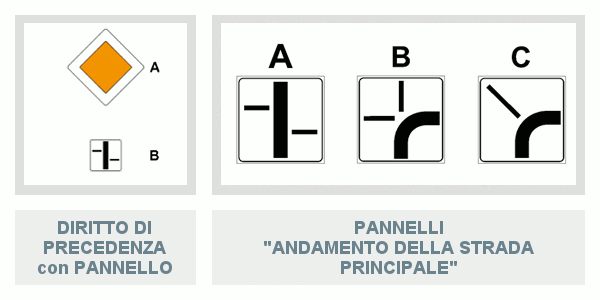 A
B
A
B
C
DIRITTO DI
PRECEDENZA
con PANNELLO
PANNELLI
"ANDAMENTO DELLA STRADA
PRINCIPALE"